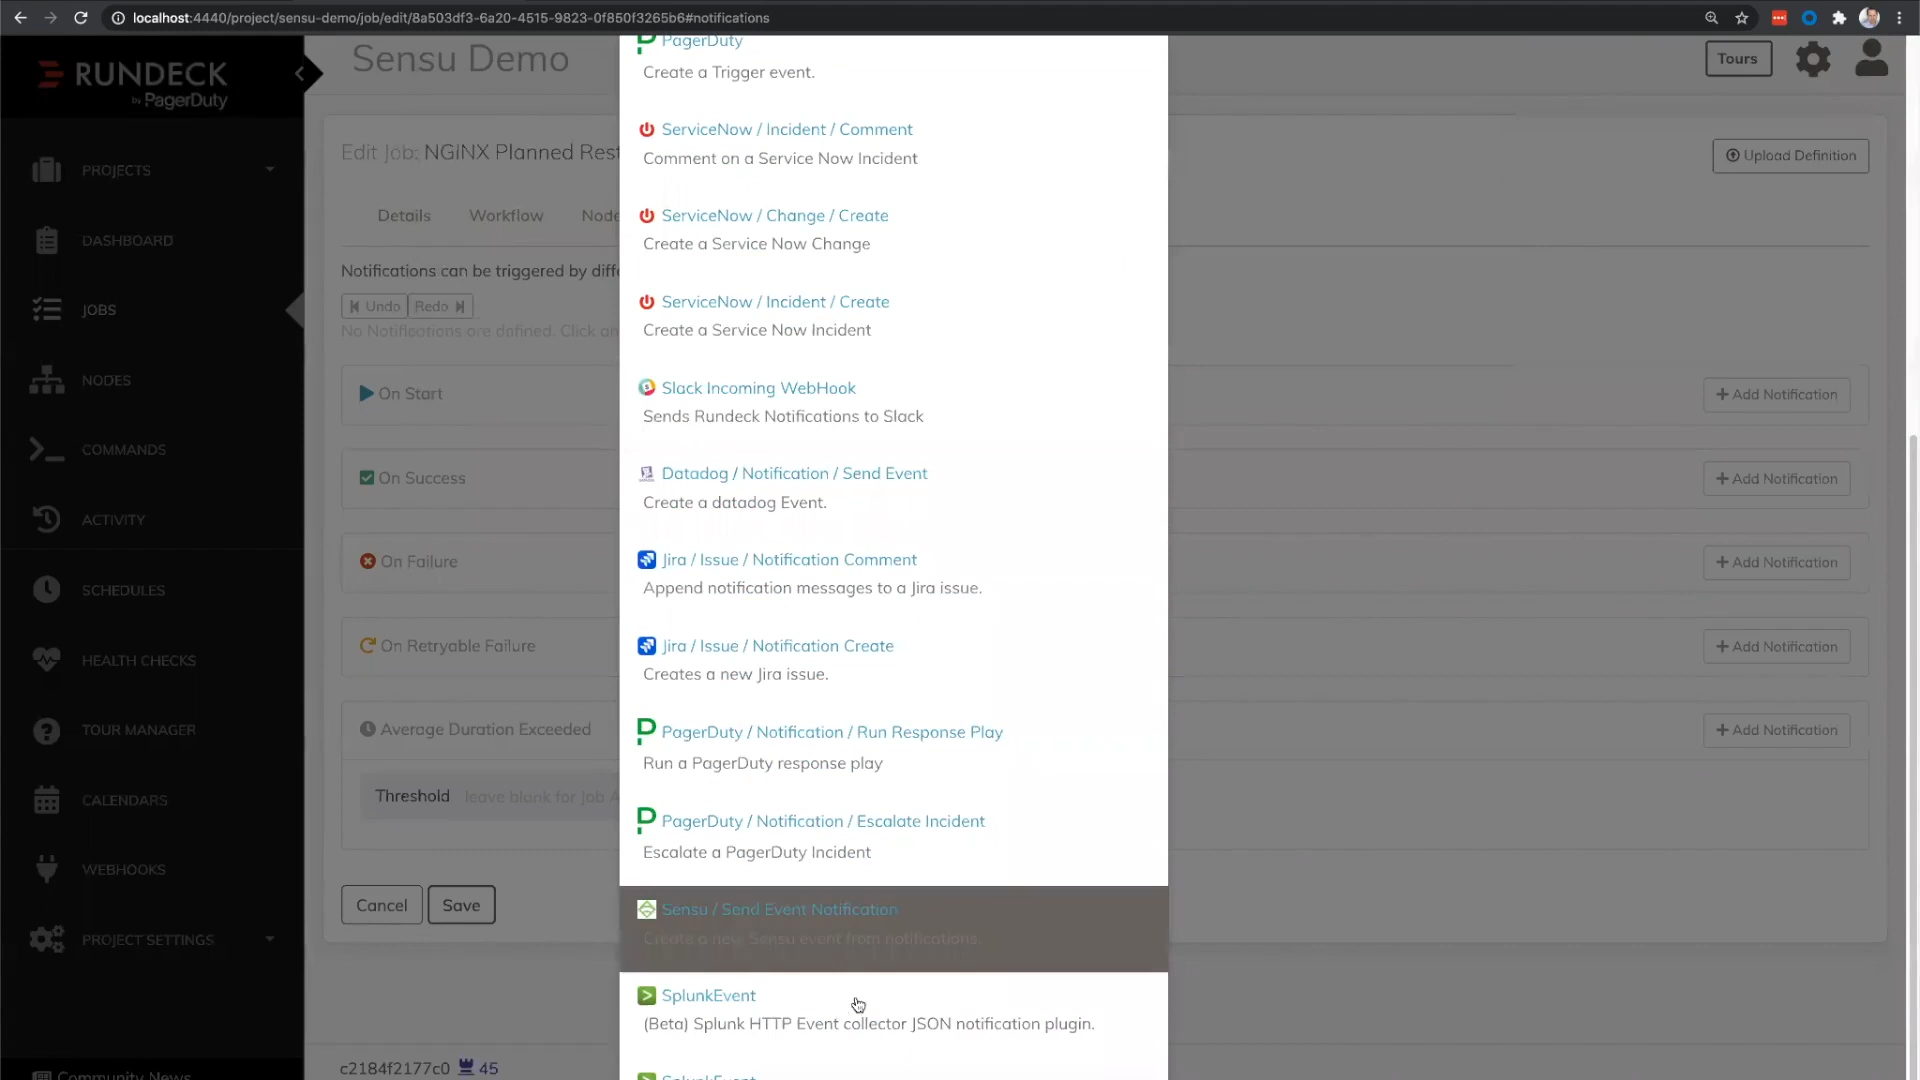 localhost:4440/project/sensu-demo/job/edit/8a503df3-6a20-4515-9823-0f850f3265b6#notifications
RUNDECK
by PagerDuty
Sensu Demo
Tours
PROJECTS
DASHBOARD
JOBS
NODES
COMMANDS
ACTIVITY
SCHEDULES
HEALTH CHECKS
TOUR MANAGER
CALENDARS
WEBHOOKS
PROJECT SETTINGS
Community News
Edit Job: NGiNX Planned Rest
Upload Definition
Details
Workflow
Node
Notifications can be triggered by diffe
Undo
Redo
No Notifications are defined. Click an
On Start
+ Add Notification
On Success
+ Add Notification
On Failure
+ Add Notification
On Retryable Failure
+ Add Notification
Average Duration Exceeded
+ Add Notification
Threshold
leave blank for Job A
Cancel
Save
c2184f2177c0
45
PagerDuty
Create a Trigger event.
ServiceNow / Incident / Comment
Comment on a Service Now Incident
ServiceNow / Change / Create
Create a Service Now Change
ServiceNow / Incident / Create
Create a Service Now Incident
Slack Incoming WebHook
Sends Rundeck Notifications to Slack
Datadog / Notification / Send Event
Create a datadog Event.
Jira / Issue / Notification Comment
Append notification messages to a Jira issue.
Jira / Issue / Notification Create
Creates a new Jira issue.
PagerDuty / Notification / Run Response Play
Run a PagerDuty response play
PagerDuty / Notification / Escalate Incident
Escalate a PagerDuty Incident
Sensu / Send Event Notification
Create a new Sensu event from notifications.
SplunkEvent
(Beta) Splunk HTTP Event collector JSON notification plugin.
SplunkEvent